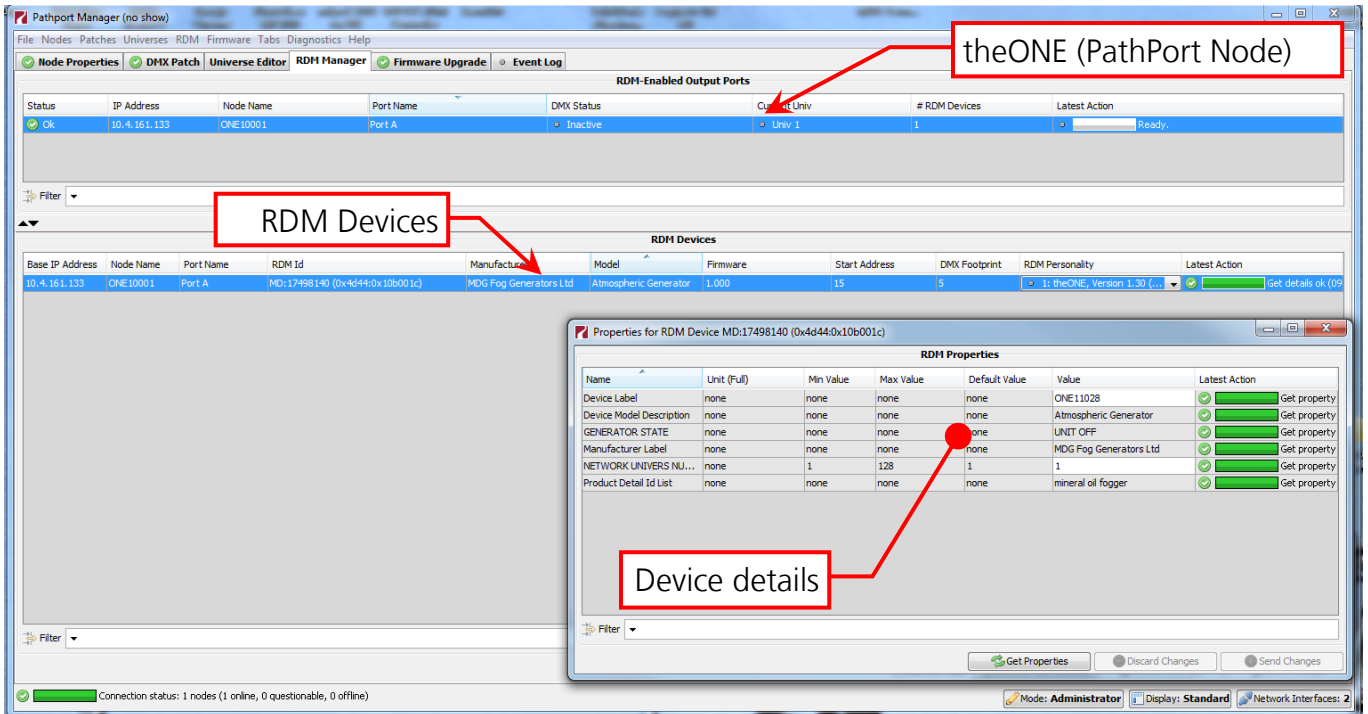 Pathport Manager (no show)
File Nodes Patches Universes RDM Firmware Tabs Diagnostics Help
theONE (PathPort Node)
Node Properties DMX Patch Universe Editor RDM Manager Firmware Upgrade Event Log
RDM-Enabled Output Ports
Status IP Address Node Name Port Name DMX Status Univ # RDM Devices Latest Action
Ok 10.4.161.133 ONE10001 Port A Inactive Univ 1 1 Ready.
Filter
RDM Devices
RDM Devices
Base IP Address Node Name Port Name RDM Id Manufacturer Model Firmware Start Address DMX Footprint RDM Personality Latest Action
10.4.161.133 ONE10001 Port A MD:17498140 (0x4d44:0x10b001c) MDG Fog Generators Ltd Atmospheric Generator 1.000 15 5 1: theONE, Version 1.30 (... Get details ok (09
Properties for RDM Device MD:17498140 (0x4d44:0x10b001c)
RDM Properties
Name Unit (Full) Min Value Max Value Default Value Value Latest Action
Device Label none none none none ONE11028 Get property
Device Model Description none none none none Atmospheric Generator Get property
GENERATOR STATE none none none none UNIT OFF Get property
Manufacturer Label none none none none MDG Fog Generators Ltd Get property
NETWORK UNIVERS NU... none 1 128 1 1 Get property
Product Detail Id List none none none none mineral oil fogger Get property
Device details
Filter
Filter
Get Properties Discard Changes Send Changes
Connection status: 1 nodes (1 online, 0 questionable, 0 offline)
Mode: Administrator Display: Standard Network Interfaces: 2